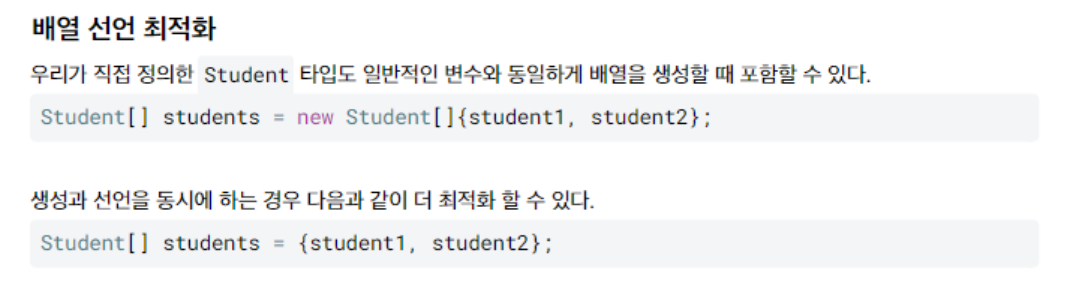 배열 선언 최적화
우리가 직접 정의한 Student 타입도 일반적인 변수와 동일하게 배열을 생성할 때 포함할 수 있다.
Student[] students = new Student[]{student1, student2};
생성과 선언을 동시에 하는 경우 다음과 같이 더 최적화 할 수 있다.
Student[] students = {student1, student2};